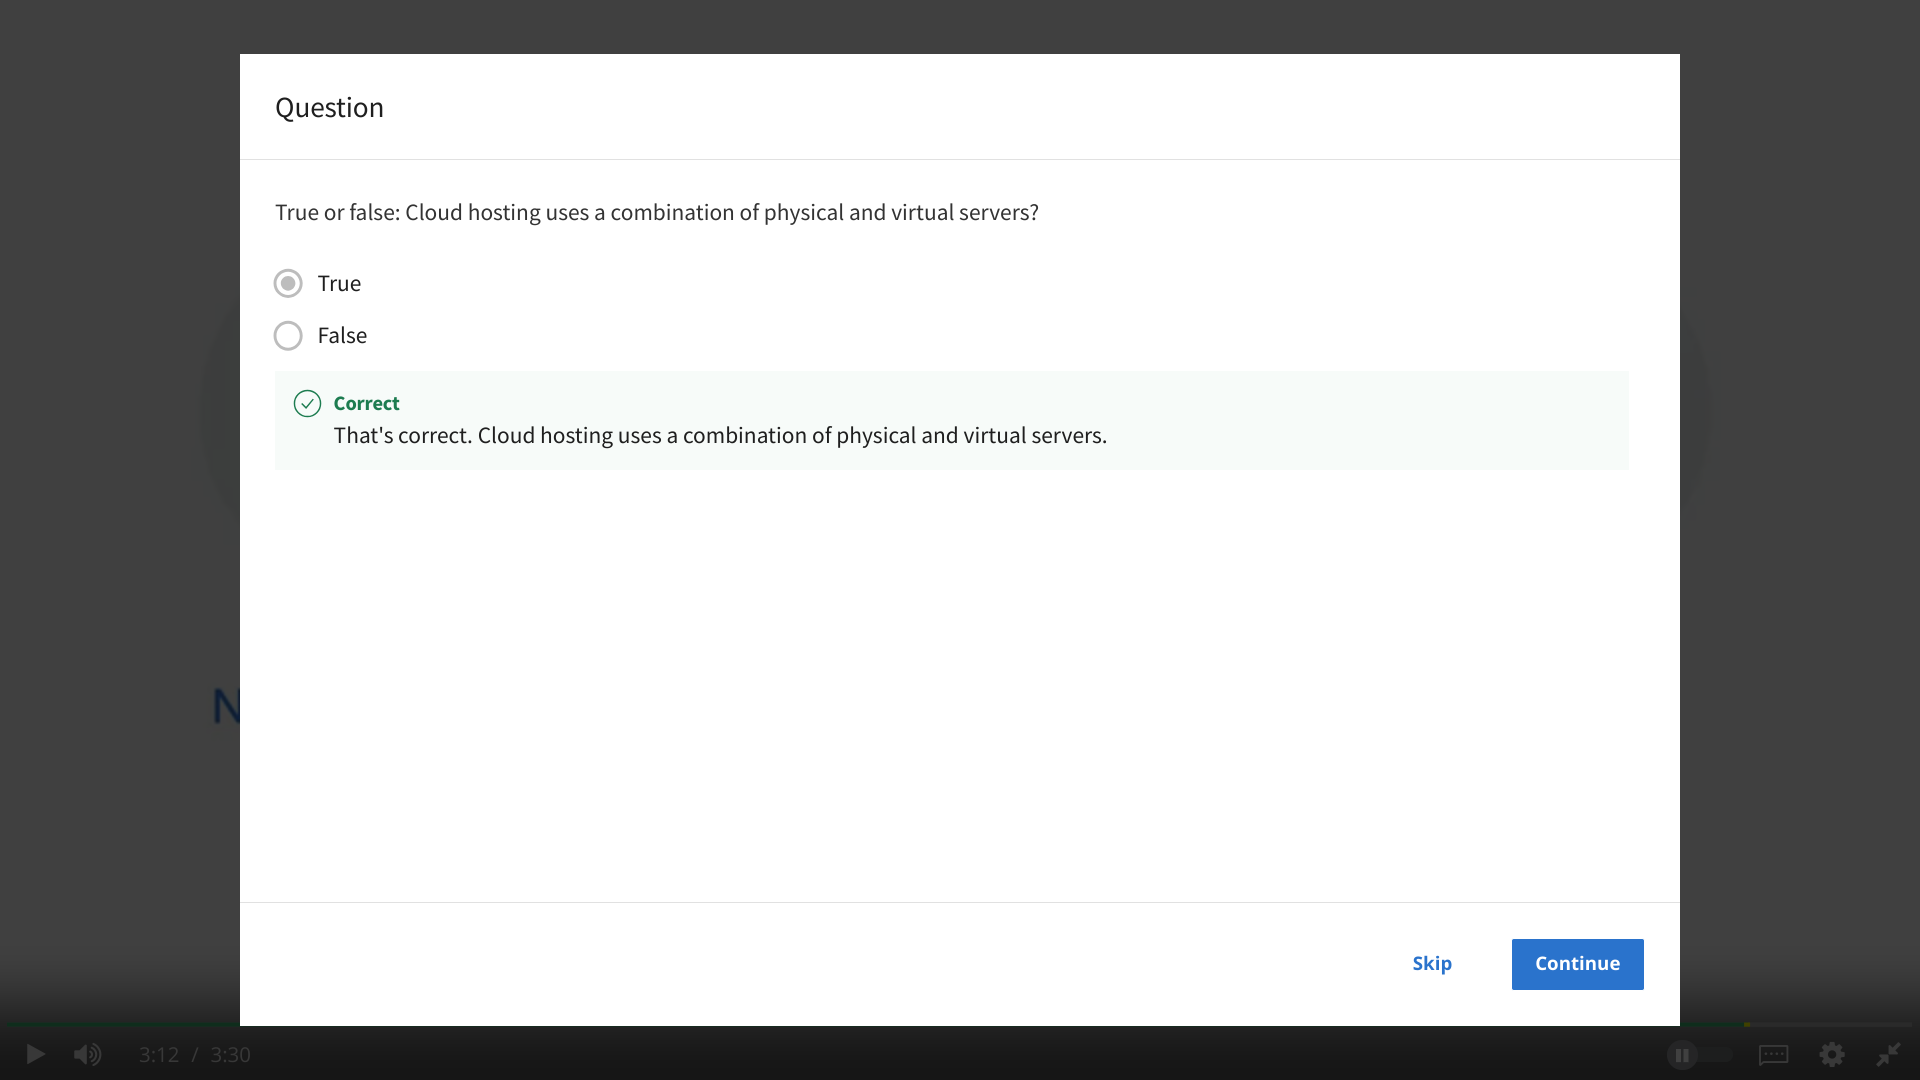 Question
True or false: Cloud hosting uses a combination of physical and virtual servers?
True
False
Correct
That's correct. Cloud hosting uses a combination of physical and virtual servers.
N
Skip
Continue
3:12 / 3:30